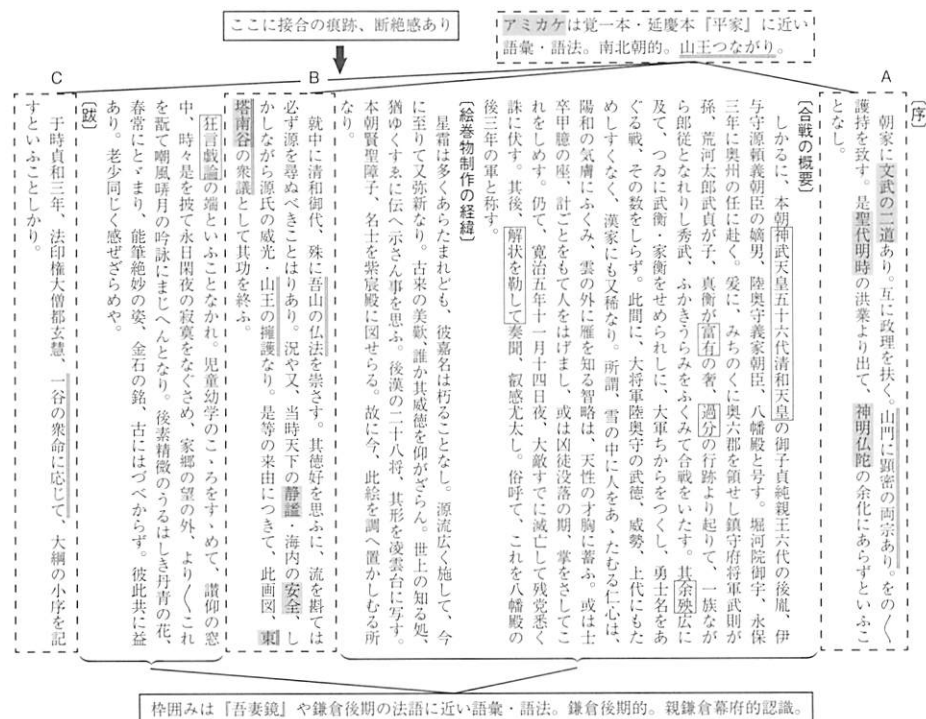 ここに接合の痕跡、断絶感あり
アミカケは覚一本・延慶本『平家』に近い
語彙・語法。南北朝的。山王つながり。
A
〔序〕
朝家に文武の二道あり。互に政理を扶く。山門に顕密の両宗あり。をの〳〵
護持を致す。是聖代明時の洪業より出て、神明仏陀の余化にあらずといふこ
となし。
〔合戦の概要〕
しかるに、本朝神武天皇五十六代清和天皇の御子貞純親王六代の後胤、伊
与守源頼義朝臣の嫡男、陸奥守義家朝臣、八幡殿と号す。堀河院御宇、永保
三年に奥州の任に赴く。爰に、みちのくに奥六郡を領せし鎮守府将軍武則が
孫、荒河太郎武貞が子、真衡が富有の奢、過分の行跡より起りて、一族なが
ら郎従となれりし秀武、ふかきうらみをふくみて合戦をいたす。其余殃広に
及て、つゐに武衡・家衡をせめられしに、大軍ちからをつくし、勇士名をあ
ぐる戦、その数をしらず。此間に、大将軍陸奥守の武徳、威勢、上代にもた
めしすくなく、漢家にも又稀なり。所謂、雪の中に人をあゝたむる仁心は、
陽和の気膚にふくみ、雲の外に雁を知る智略は、天性の才胸に蓄ふ。或は士
卒甲臆の座、計ごとをもて人をはげまし、或は凶徒没落の期、掌をさしてこ
れをしめす。仍て、寛治五年十一月十四日夜、大敵すでに滅亡して残党悉く
誅に伏す。其後、解状を勒して奏聞、叡感尤太し。俗呼て、これを八幡殿の
後三年の軍と称す。
〔絵巻物制作の経緯〕
星霜は多くあらたまれども、彼嘉名は朽ることなし。源流広く施して、今
に至りて又弥新なり。古来の美歎、誰か其威徳を仰がざらん。世上の知る処、
猶ゆくすゑに伝へ示さん事を思ふ。後漢の二十八将、其形を凌雲台に写す。
本朝賢聖障子、名士を紫宸殿に図せらる。故に今、此絵を調へ置かしむる所
なり。
B
就中に清和御代、殊に吾山の仏法を崇さす。其徳好を思ふに、流を斟ては
必ず源を尋ぬべきことはりあり。況や又、当時天下の静謐・海内の安全、し
かしながら源氏の威光・山王の擁護なり。是等の来由につきて、此画図、東
塔南谷の衆議として其功を終ふ。
狂言戯論の端といふことなかれ。児童幼学のこゝろをすゝめて、讃仰の窓
中、時々是を披て永日閑夜の寂寞をなぐさめ、家郷の望の外、より〳〵これ
を翫て嘲風哢月の吟詠にまじへんとなり。後素精微のうるはしき丹青の花、
春常にとゞまり、能筆絶妙の姿、金石の銘、古にはづべからず。彼此共に益
あり。老少同じく感ぜざらめや。
〔跋〕
C
于時貞和三年、法印権大僧都玄慧、一谷の衆命に応じて、大綱の小序を記
すといふことしかり。
枠囲みは『吾妻鏡』や鎌倉後期の法語に近い語彙・語法。鎌倉後期的。親鎌倉幕府的認識。